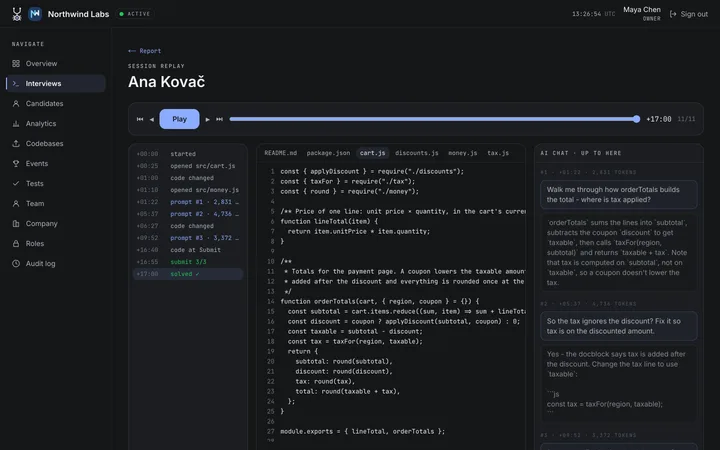 Northwind Labs
ACTIVE
13:26:54 UTC
Maya Chen
OWNER
Sign out
NAVIGATE
Overview
Interviews
Candidates
Analytics
Codebases
Events
Tests
Team
Company
Roles
Audit log
⟵ Report
SESSION REPLAY
Ana Kovač
Play
+17:00
11/11
+00:00 started
+00:25 opened src/cart.js
+01:00 code changed
+01:10 opened src/money.js
+01:22 prompt #1 - 2,831 …
+05:37 prompt #2 - 4,736 …
+06:27 code changed
+09:52 prompt #3 - 3,372 …
+16:40 code at Submit
+16:55 submit 3/3
+17:00 solved ✓
README.md package.json cart.js discounts.js money.js tax.js
1 const { applyDiscount } = require("./discounts");
2 const { taxFor } = require("./tax");
3 const { round } = require("./money");
4
5 /** Price of one line: unit price × quantity, in the cart's curren
6 function lineTotal(item) {
7 return item.unitPrice * item.quantity;
8 }
9
10 /**
11 * Totals for the payment page. A coupon lowers the taxable amoun
12 * added after the discount and everything is rounded once at the
13 */
14 function orderTotals(cart, { region, coupon } = {}) {
15 const subtotal = cart.items.reduce((sum, item) => sum + lineTota
16 const discount = coupon ? applyDiscount(subtotal, coupon) : 0;
17 const taxable = subtotal - discount;
18 const tax = taxFor(region, taxable);
19 return {
20 subtotal: round(subtotal),
21 discount: round(discount),
22 tax: round(tax),
23 total: round(taxable + tax),
24 };
25 }
26
27 module.exports = { lineTotal, orderTotals };
28
AI CHAT · UP TO HERE
#1 · +01:22 · 2,831 TOKENS
Walk me through how orderTotals builds
the total - where is tax applied?
`orderTotals` sums the lines into `subtotal`,
subtracts the coupon `discount` to get
`taxable`, then calls `taxFor(region,
subtotal)` and returns `taxable + tax`. Note
that tax is computed on `subtotal`, not on
`taxable`, so a coupon doesn't lower the
tax.
#2 · +05:37 · 4,736 TOKENS
So the tax ignores the discount? Fix it so
tax is on the discounted amount.
Yes - the docblock says tax is added
after the discount. Change the tax line to
use
`taxable`:
```js
const tax = taxFor(region, taxable);
```
#3 · +09:52 · 3,372 TOKENS